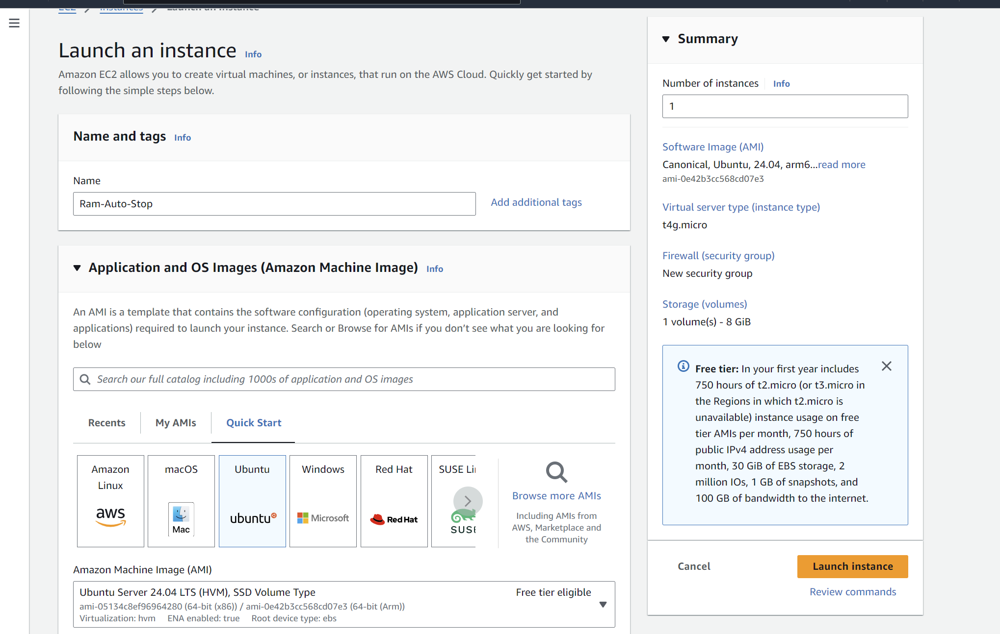 EC2 Instances Launch an instance
Launch an instance Info
Amazon EC2 allows you to create virtual machines, or instances, that run on the AWS Cloud. Quickly get started by
following the simple steps below.
Name and tags Info
Name
Ram-Auto-Stop
Add additional tags
Application and OS Images (Amazon Machine Image) Info
An AMI is a template that contains the software configuration (operating system, application server, and
applications) required to launch your instance. Search or Browse for AMIs if you don’t see what you are looking for
below
Search our full catalog including 1000s of application and OS images
Recents
My AMIs
Quick Start
Amazon
Linux
aws
macOS
Mac
Ubuntu
ubuntu
Windows
Microsoft
Red Hat
Red Hat
SUSE Li
SUSE
Browse more AMIs
Including AMIs from
AWS, Marketplace and
the Community
Amazon Machine Image (AMI)
Ubuntu Server 24.04 LTS (HVM), SSD Volume Type
Free tier eligible
ami-05134c8ef96964280 (64-bit (x86)) / ami-0e42b3cc568cd07e3 (64-bit (Arm))
Virtualization: hvm ENA enabled: true Root device type: ebs
Summary
Number of instances Info
1
Software Image (AMI)
Canonical, Ubuntu, 24.04, arm6...read more
ami-0e42b3cc568cd07e3
Virtual server type (instance type)
t4g.micro
Firewall (security group)
New security group
Storage (volumes)
1 volume(s) - 8 GiB
Free tier: In your first year includes
750 hours of t2.micro (or t3.micro in
the Regions in which t2.micro is
unavailable) instance usage on free
tier AMIs per month, 750 hours of
public IPv4 address usage per
month, 30 GiB of EBS storage, 2
million IOs, 1 GB of snapshots, and
100 GB of bandwidth to the internet.
Cancel
Launch instance
Review commands